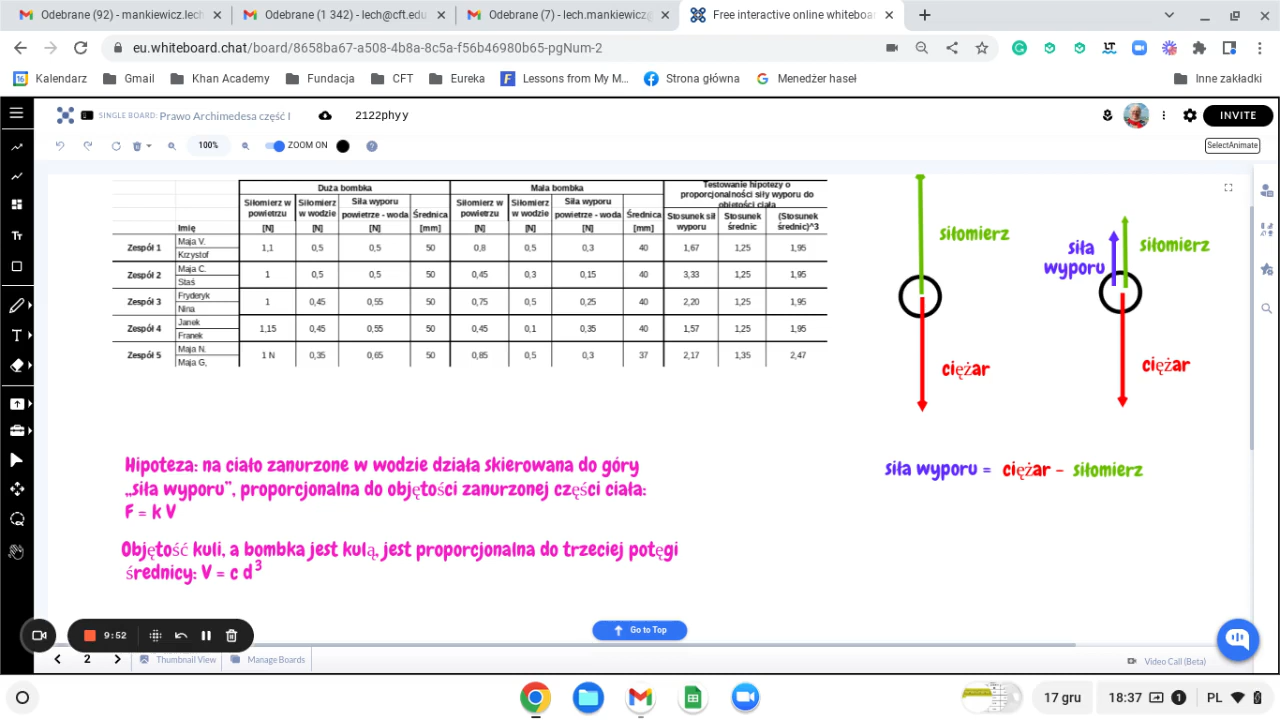 Odebrane (92) - mankiewicz.lech
Odebrane (1 342) - lech@cft.edu
Odebrane (7) - lech.mankiewicz@
Free interactive online whiteboar
eu.whiteboard.chat/board/8658ba67-a508-4b8a-8c5a-f56b46980b65-pgNum-2
Kalendarz
Gmail
Khan Academy
Fundacja
CFT
Eureka
Lessons from My M...
Strona główna
Menedżer haseł
Inne zakładki
SINGLE BOARD: Prawo Archimedesa część I
2122phyy
INVITE
100%
ZOOM ON
SelectAnimate
Duża bombka
Mała bombka
Testowanie hipotezy o proporcjonalności siły wyporu do objętości ciała
Imię
Siłomierz w powietrzu [N]
Siłomierz w wodzie [N]
Siła wyporu powietrze - woda [N]
Średnica [mm]
Siłomierz w powietrzu [N]
Siłomierz w wodzie [N]
Siła wyporu powietrze - woda [N]
Średnica [mm]
Stosunek sił wyporu
Stosunek średnic
(Stosunek średnic)^3
Zespół 1 Maja V. Krzystof 1,1 0,5 0,5 50 0,8 0,5 0,3 40 1,67 1,25 1,95
Zespół 2 Maja C. Staś 1 0,5 0,5 50 0,45 0,3 0,15 40 3,33 1,25 1,95
Zespół 3 Fryderyk Nina 1 0,45 0,55 50 0,75 0,5 0,25 40 2,20 1,25 1,95
Zespół 4 Janek Franek 1,15 0,45 0,55 50 0,45 0,1 0,35 40 1,57 1,25 1,95
Zespół 5 Maja N. Maja G, 1 N 0,35 0,65 50 0,85 0,5 0,3 37 2,17 1,35 2,47
siłomierz
siła
wyporu
siłomierz
ciężar
ciężar
siła wyporu = ciężar - siłomierz
Hipoteza: na ciało zanurzone w wodzie działa skierowana do góry
„siła wyporu”, proporcjonalna do objętości zanurzonej części ciała:
F = k V
Objętość kuli, a bombka jest kulą, jest proporcjonalna do trzeciej potęgi
średnicy: V = c d³
9:52
Go to Top
2
Thumbnail View
Manage Boards
Video Call (Beta)
17 gru
18:37
1
PL